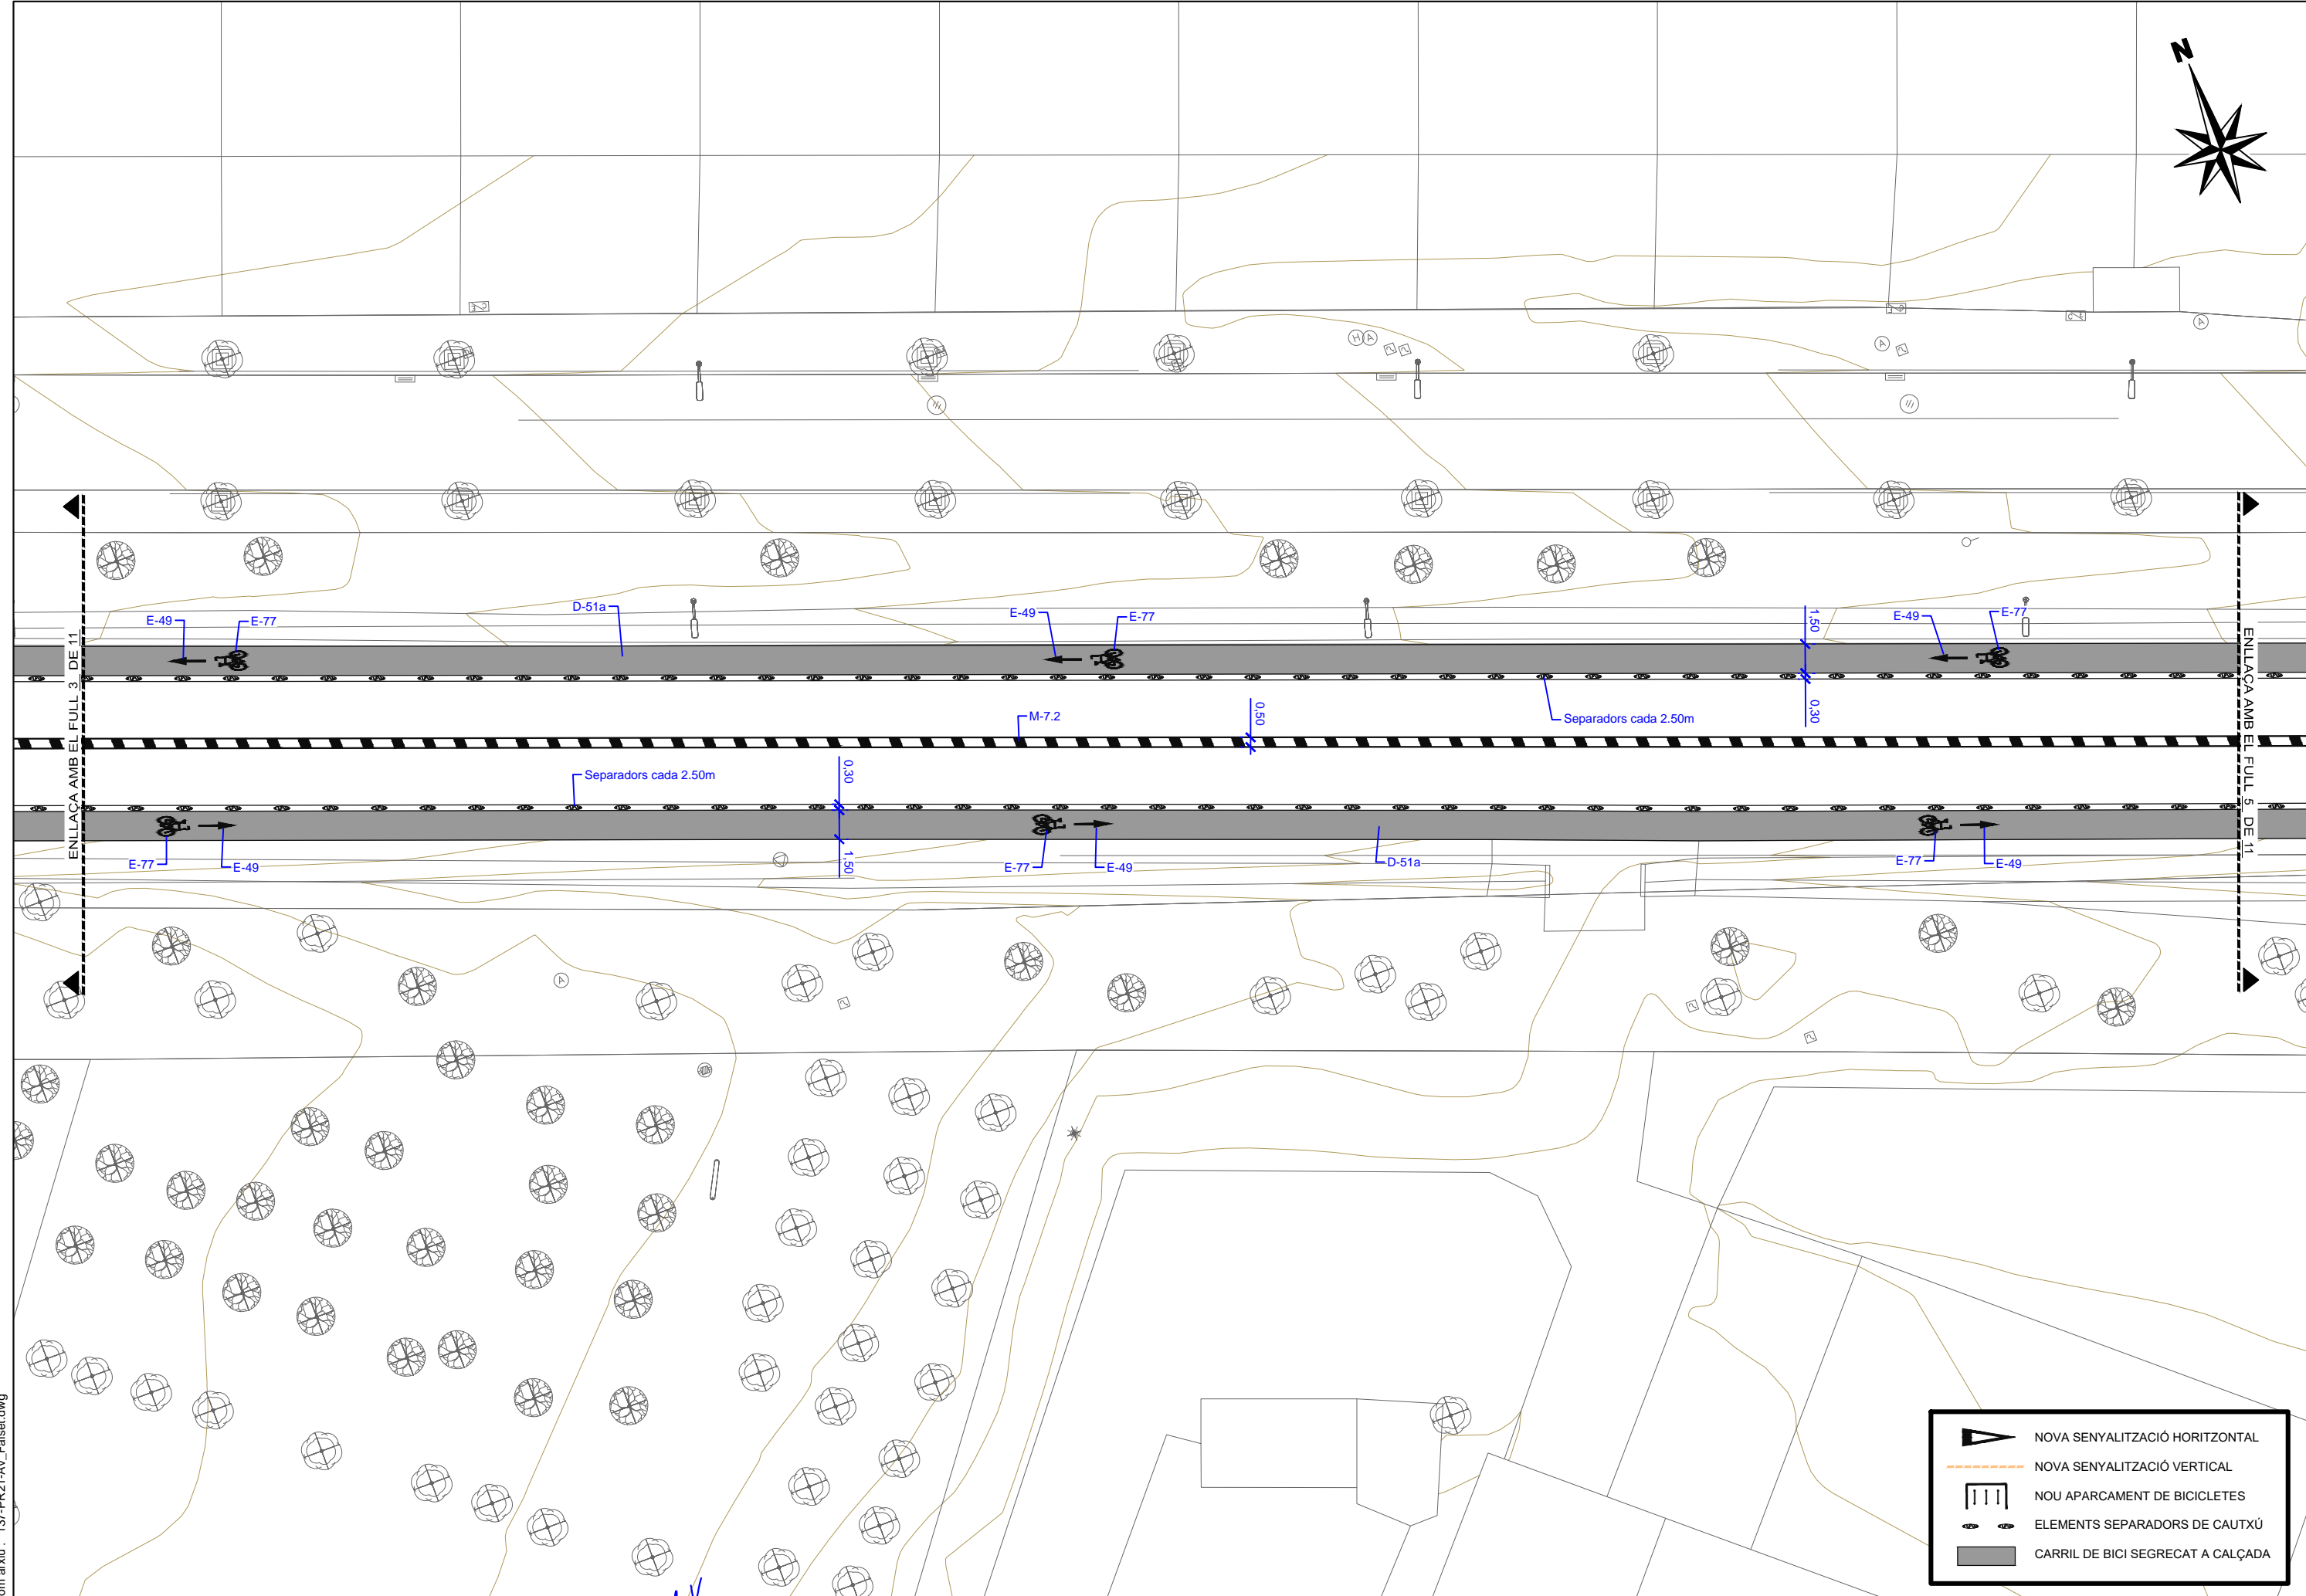 N
D-51a
E-49
E-77
E-49
E-77
1,50
E-49
E-77
ENLLAÇA AMB EL FULL 3 DE 11
M-7.2
0,50
Separadors cada 2.50m
0,30
ENLLAÇA AMB EL FULL 5 DE 11
Separadors cada 2.50m
0,30
E-77
E-49
1,50
E-77
E-49
D-51a
E-77
E-49
H
A
A
A
A
NOVA SENYALITZACIÓ HORITZONTAL
NOVA SENYALITZACIÓ VERTICAL
NOU APARCAMENT DE BICICLETES
ELEMENTS SEPARADORS DE CAUTXÚ
CARRIL DE BICI SEGRECAT A CALÇADA